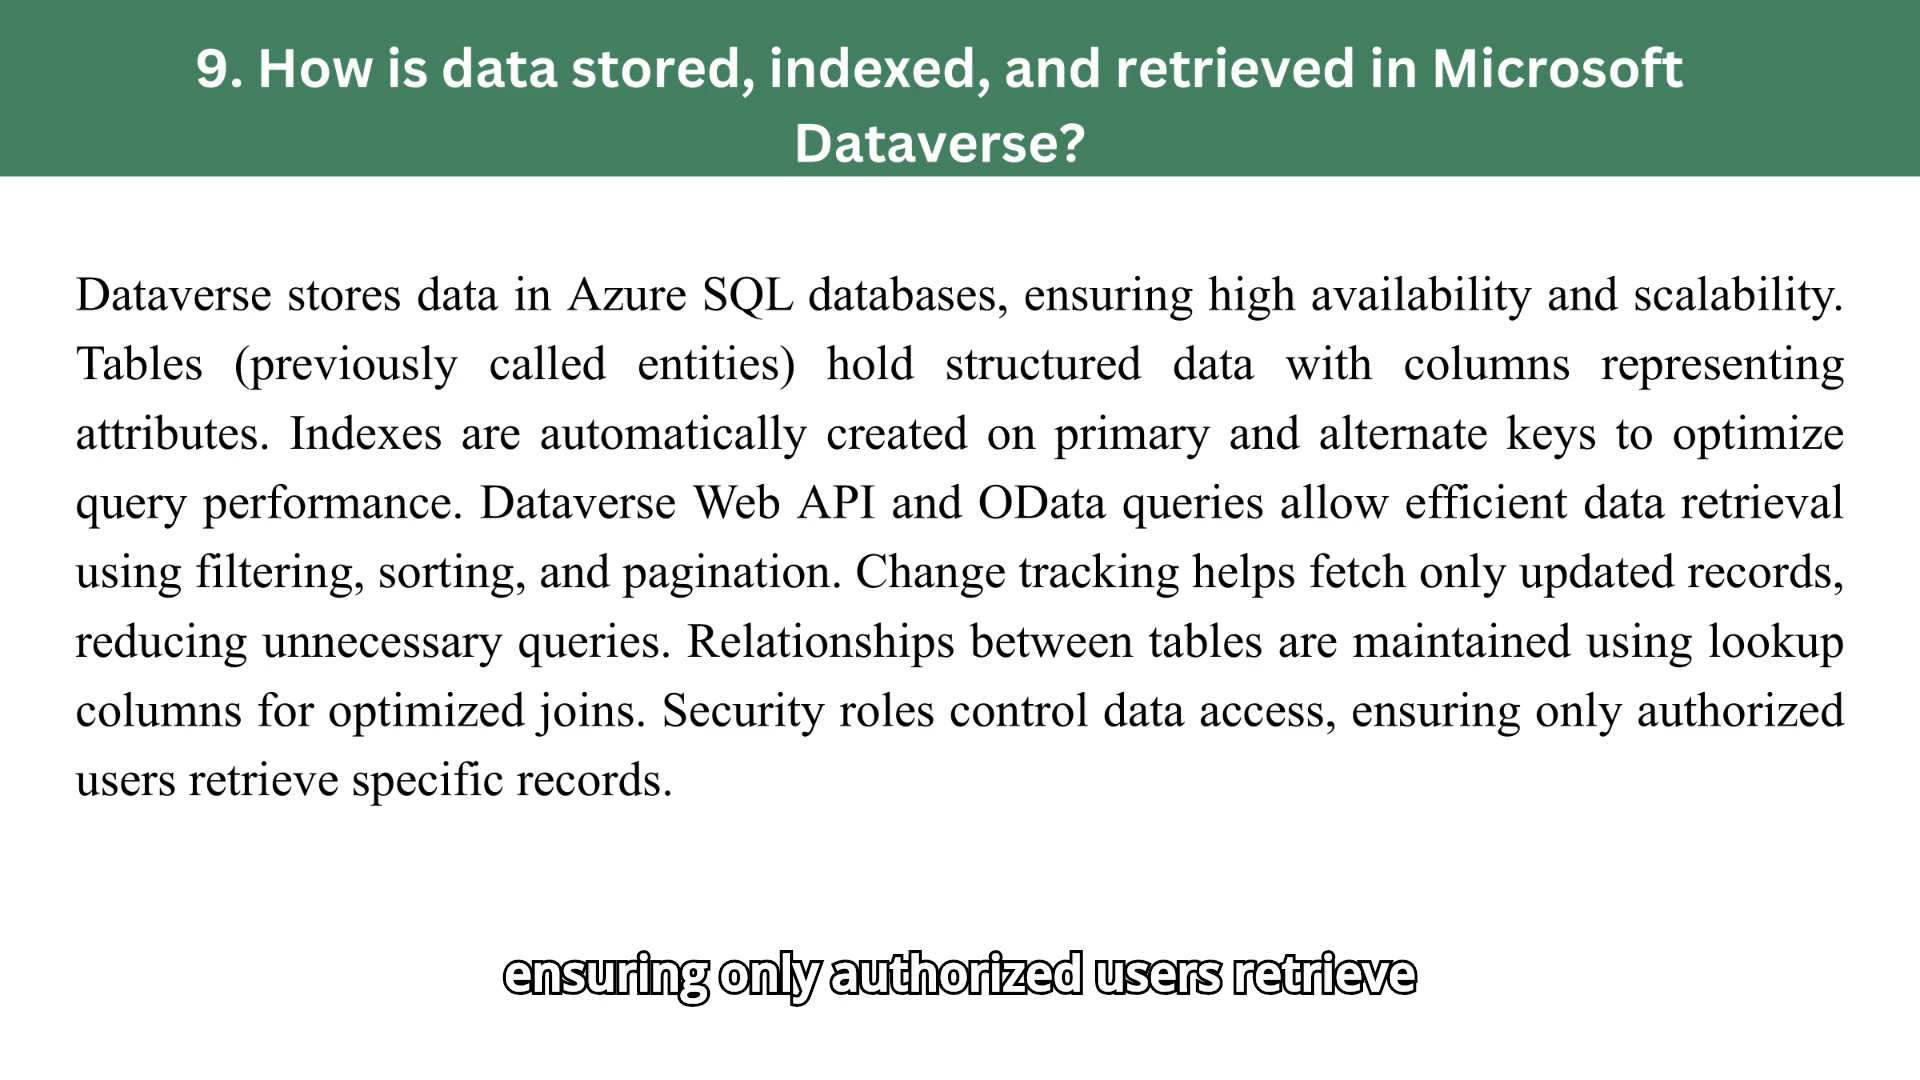 9. How is data stored, indexed, and retrieved in Microsoft
Dataverse?
Dataverse stores data in Azure SQL databases, ensuring high availability and scalability.
Tables (previously called entities) hold structured data with columns representing
attributes. Indexes are automatically created on primary and alternate keys to optimize
query performance. Dataverse Web API and OData queries allow efficient data retrieval
using filtering, sorting, and pagination. Change tracking helps fetch only updated records,
reducing unnecessary queries. Relationships between tables are maintained using lookup
columns for optimized joins. Security roles control data access, ensuring only authorized
users retrieve specific records.
ensuring only authorized users retrieve